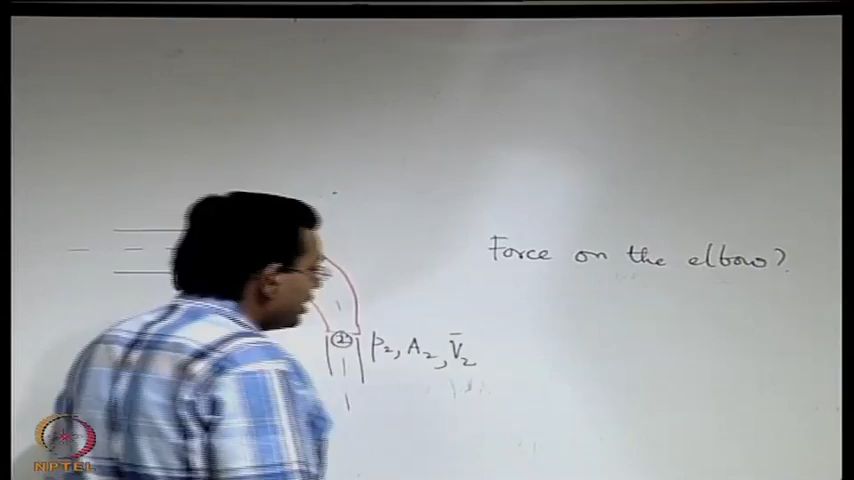 Force on the elbow?
② p₂, A₂, V̄₂
NPTEL